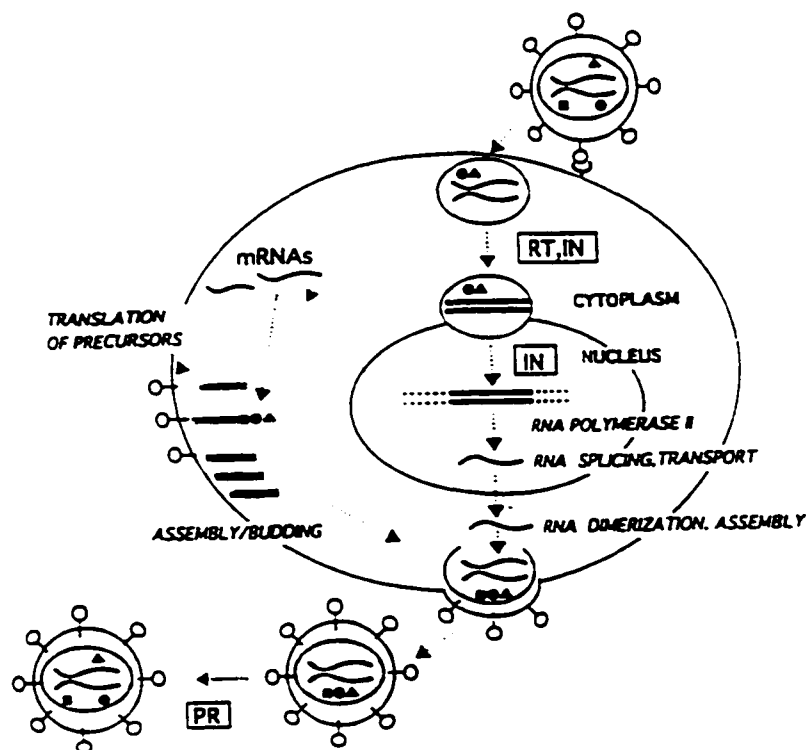 RT,IN
mRNAs
CYTOPLASM
TRANSLATION
OF PRECURSORS
IN
NUCLEUS
RNA POLYMERASE II
RNA SPLICING,TRANSPORT
RNA DIMERIZATION. ASSEMBLY
ASSEMBLY/BUDDING
PR